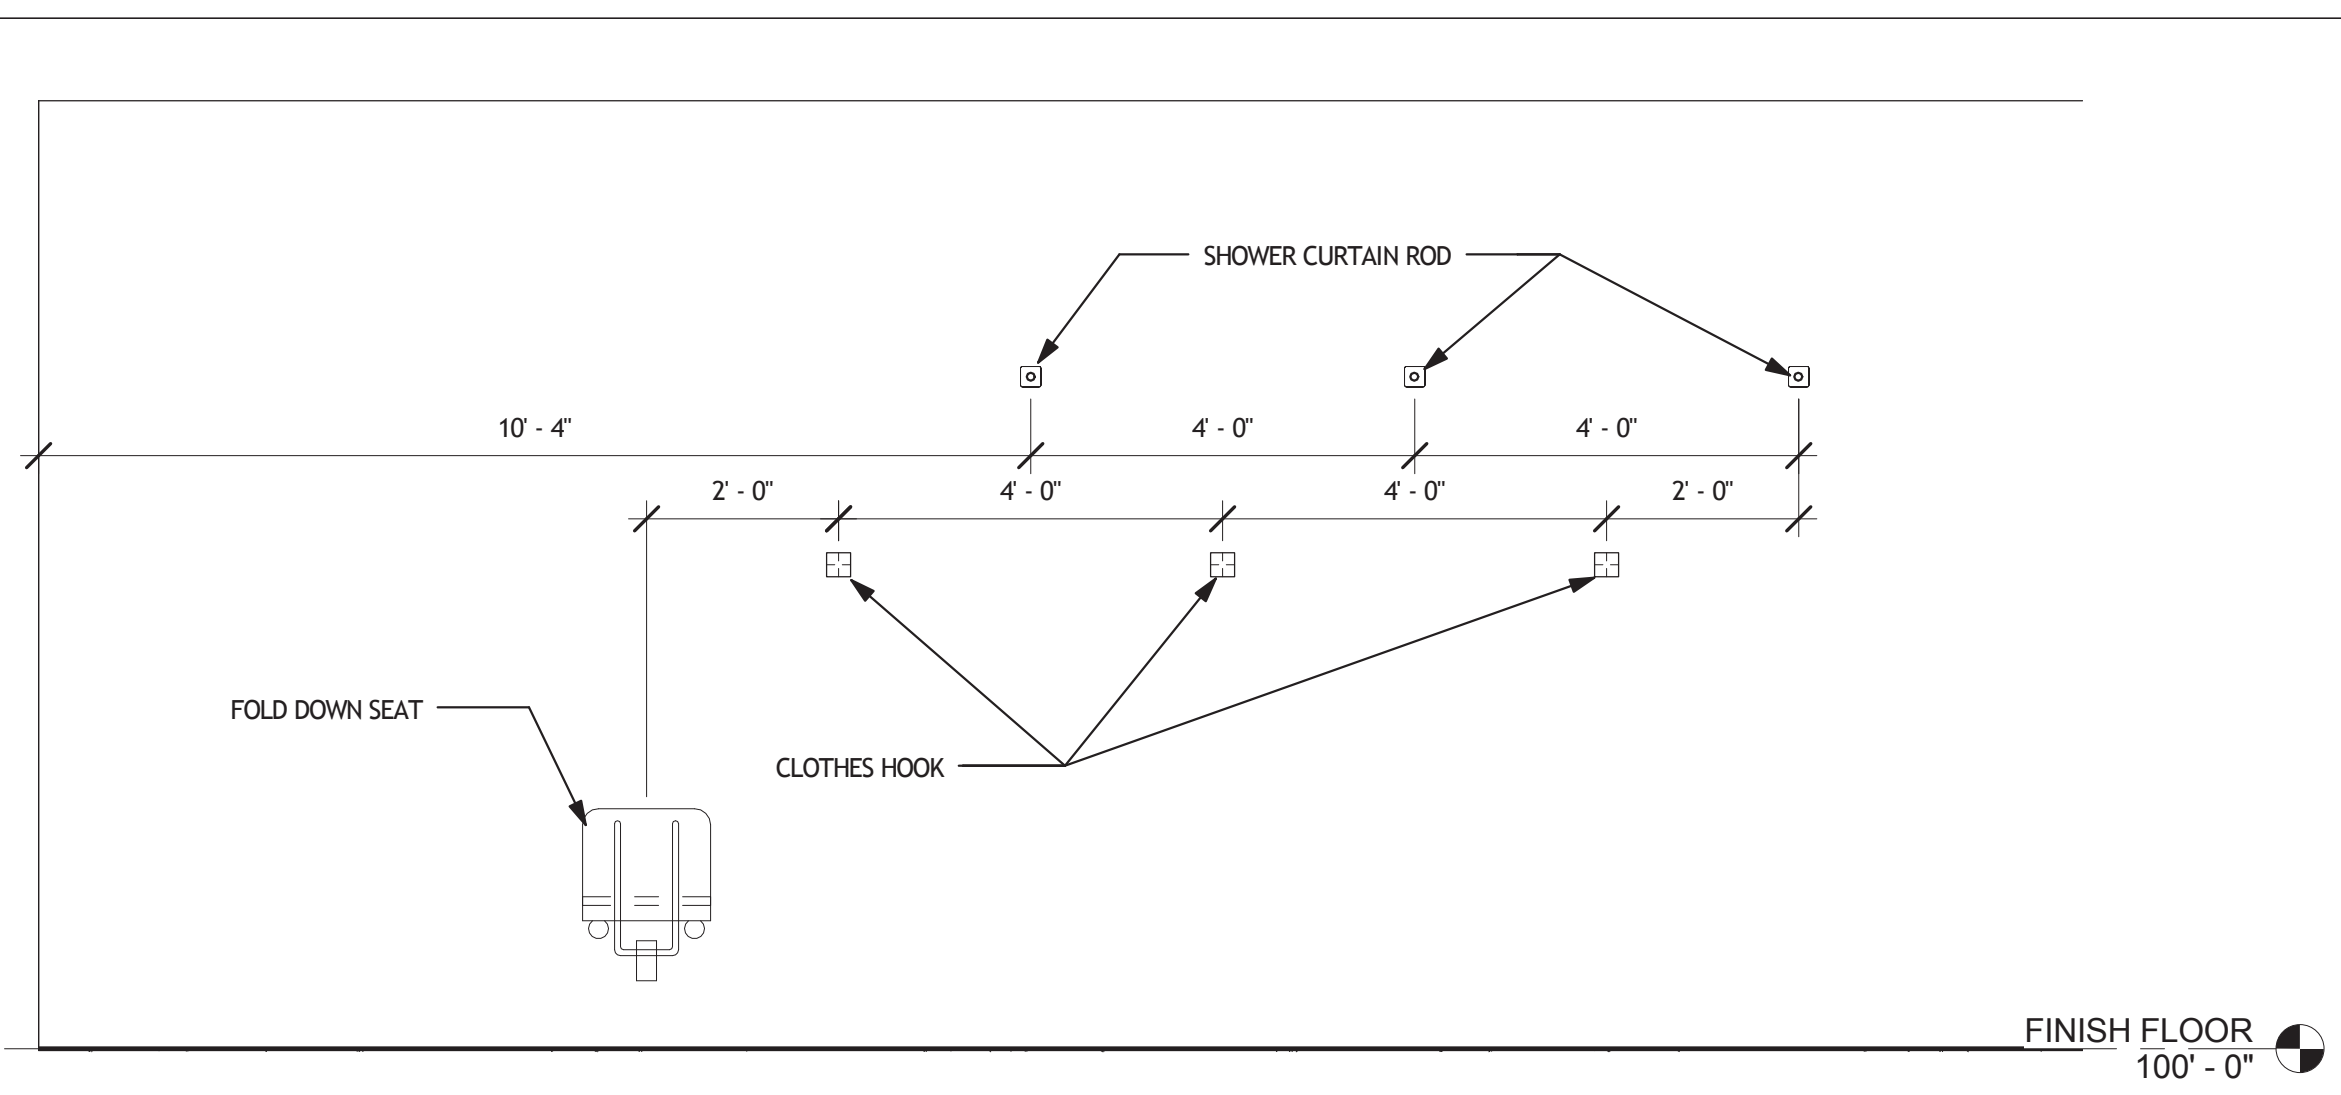 SHOWER CURTAIN ROD
10' - 4" 4' - 0" 4' - 0"
2' - 0" 4' - 0" 4' - 0" 2' - 0"
FOLD DOWN SEAT
CLOTHES HOOK
FINISH FLOOR
100' - 0"